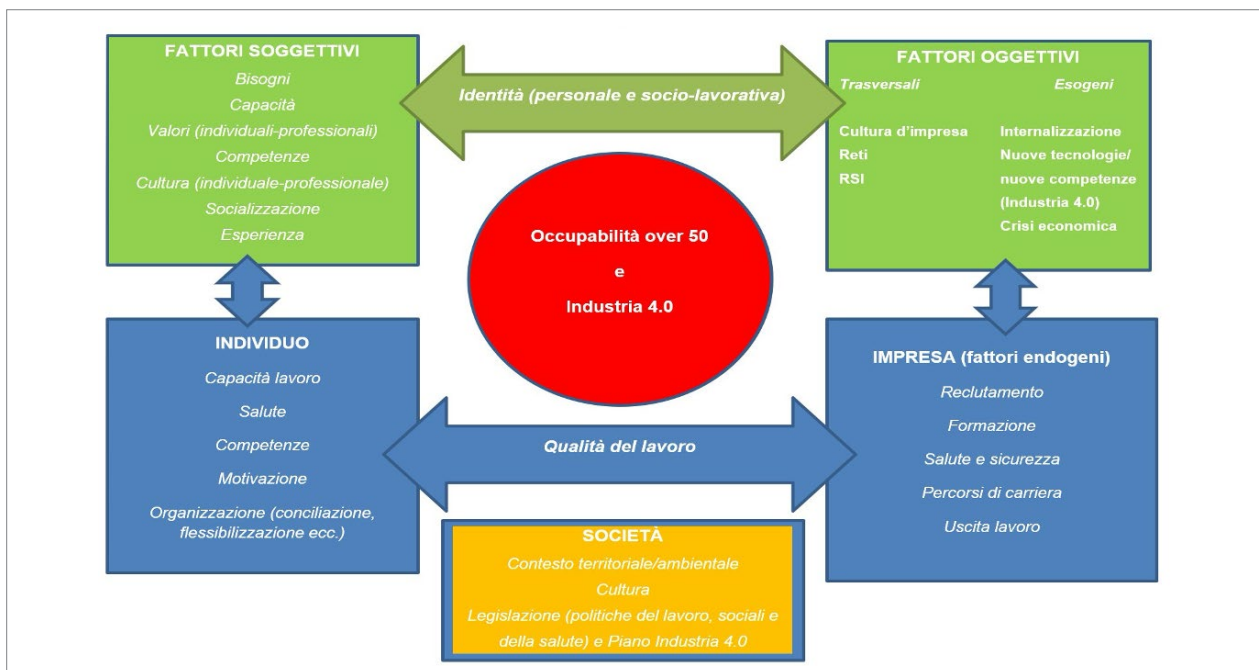 FATTORI SOGGETTIVI
Bisogni
Capacità
Valori (individuali-professionali)
Competenze
Cultura (individuale-professionale)
Socializzazione
Esperienza
Identità (personale e socio-lavorativa)
FATTORI OGGETTIVI
Trasversali
Esogeni
Cultura d’impresa
Reti
RSI
Internalizzazione
Nuove tecnologie/
nuove competenze
(Industria 4.0)
Crisi economica
Occupabilità over 50
e
Industria 4.0
INDIVIDUO
Capacità lavoro
Salute
Competenze
Motivazione
Organizzazione (conciliazione,
flessibilizzazione ecc.)
Qualità del lavoro
IMPRESA (fattori endogeni)
Reclutamento
Formazione
Salute e sicurezza
Percorsi di carriera
Uscita lavoro
SOCIETÀ
Contesto territoriale/ambientale
Cultura
Legislazione (politiche del lavoro, sociali e
della salute) e Piano Industria 4.0